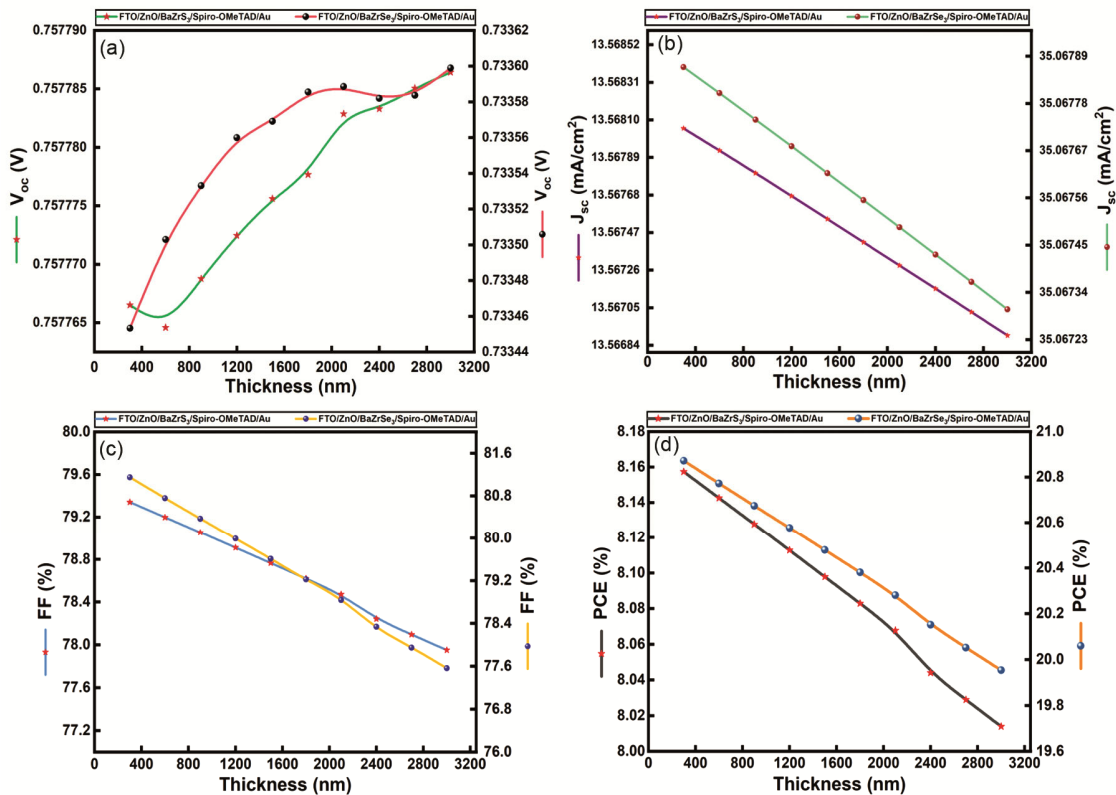 FTO/ZnO/BaZrS3/Spiro-OMeTAD/Au FTO/ZnO/BaZrSe3/Spiro-OMeTAD/Au
(a)
0.757790
0.757785
0.757780
0.757775
0.757770
0.757765
Voc (V)
0.73362
0.73360
0.73358
0.73356
0.73354
0.73352
0.73350
0.73348
0.73346
0.73344
Voc (V)
0 400 800 1200 1600 2000 2400 2800 3200
Thickness (nm)
FTO/ZnO/BaZrS3/Spiro-OMeTAD/Au FTO/ZnO/BaZrSe3/Spiro-OMeTAD/Au
(b)
13.56852
13.56831
13.56810
13.56789
13.56768
13.56747
13.56726
13.56705
13.56684
Jsc (mA/cm²)
35.06789
35.06778
35.06767
35.06756
35.06745
35.06734
35.06723
Jsc (mA/cm²)
0 400 800 1200 1600 2000 2400 2800 3200
Thickness (nm)
FTO/ZnO/BaZrS3/Spiro-OMeTAD/Au FTO/ZnO/BaZrSe3/Spiro-OMeTAD/Au
(c)
80.0
79.6
79.2
78.8
78.4
78.0
77.6
77.2
FF (%)
81.6
80.8
80.0
79.2
78.4
77.6
76.8
76.0
FF (%)
0 400 800 1200 1600 2000 2400 2800 3200
Thickness (nm)
FTO/ZnO/BaZrS3/Spiro-OMeTAD/Au FTO/ZnO/BaZrSe3/Spiro-OMeTAD/Au
(d)
8.18
8.16
8.14
8.12
8.10
8.08
8.06
8.04
8.02
8.00
PCE (%)
21.0
20.8
20.6
20.4
20.2
20.0
19.8
19.6
PCE (%)
0 400 800 1200 1600 2000 2400 2800 3200
Thickness (nm)